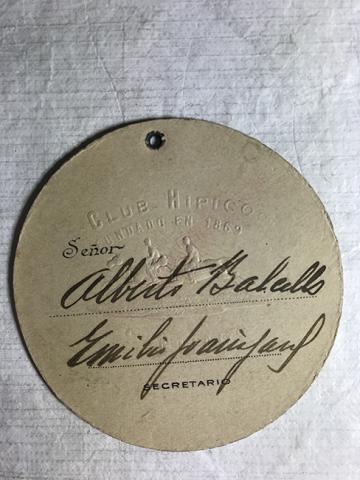 CLUB HIPICO
FUNDADO EN 1869
Señor
Alberto
Emilio
SECRETARIO